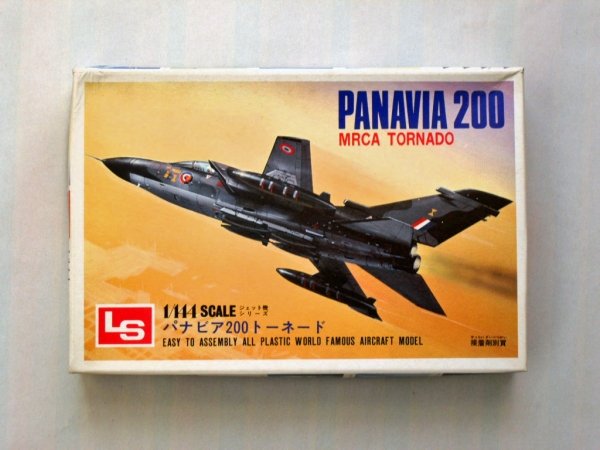 PANAVIA 200
MRCA TORNADO
LS
1/144 SCALE ジェット機シリーズ
パナビア200トーネード
EASY TO ASSEMBLY ALL PLASTIC WORLD FAMOUS AIRCRAFT MODEL
接着剤別買